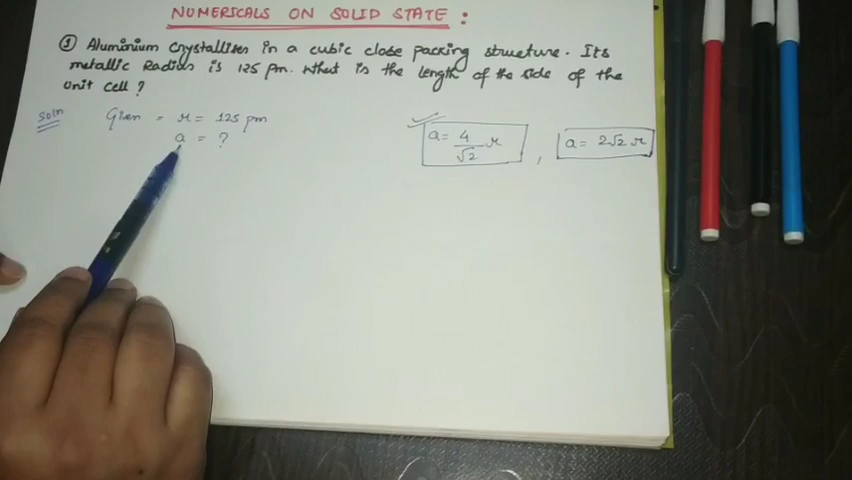 NUMERICALS ON SOLID STATE :
① Aluminium crystallises in a cubic close packing structure. Its
metallic Radius is 125 pm. What is the length of the side of the
unit cell ?
Soln Given = r = 125 pm
a = ?
a = 4/√2 r , a = 2√2 r